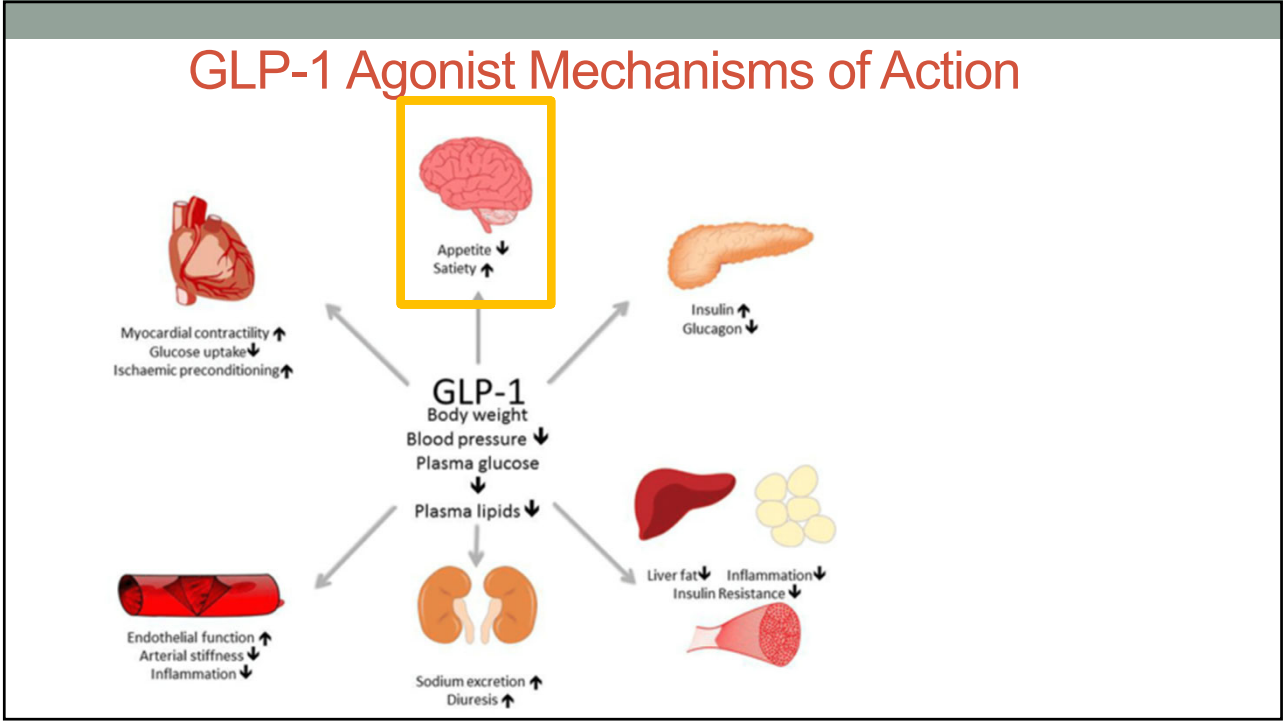 GLP-1 Agonist Mechanisms of Action
Appetite ↓
Satiety ↑
Myocardial contractility ↑
Glucose uptake↓
Ischaemic preconditioning↑
Insulin ↑
Glucagon ↓
GLP-1
Body weight
Blood pressure ↓
Plasma glucose
↓
Plasma lipids ↓
Liver fat↓ Inflammation↓
Insulin Resistance ↓
Endothelial function ↑
Arterial stiffness ↓
Inflammation ↓
Sodium excretion ↑
Diuresis ↑